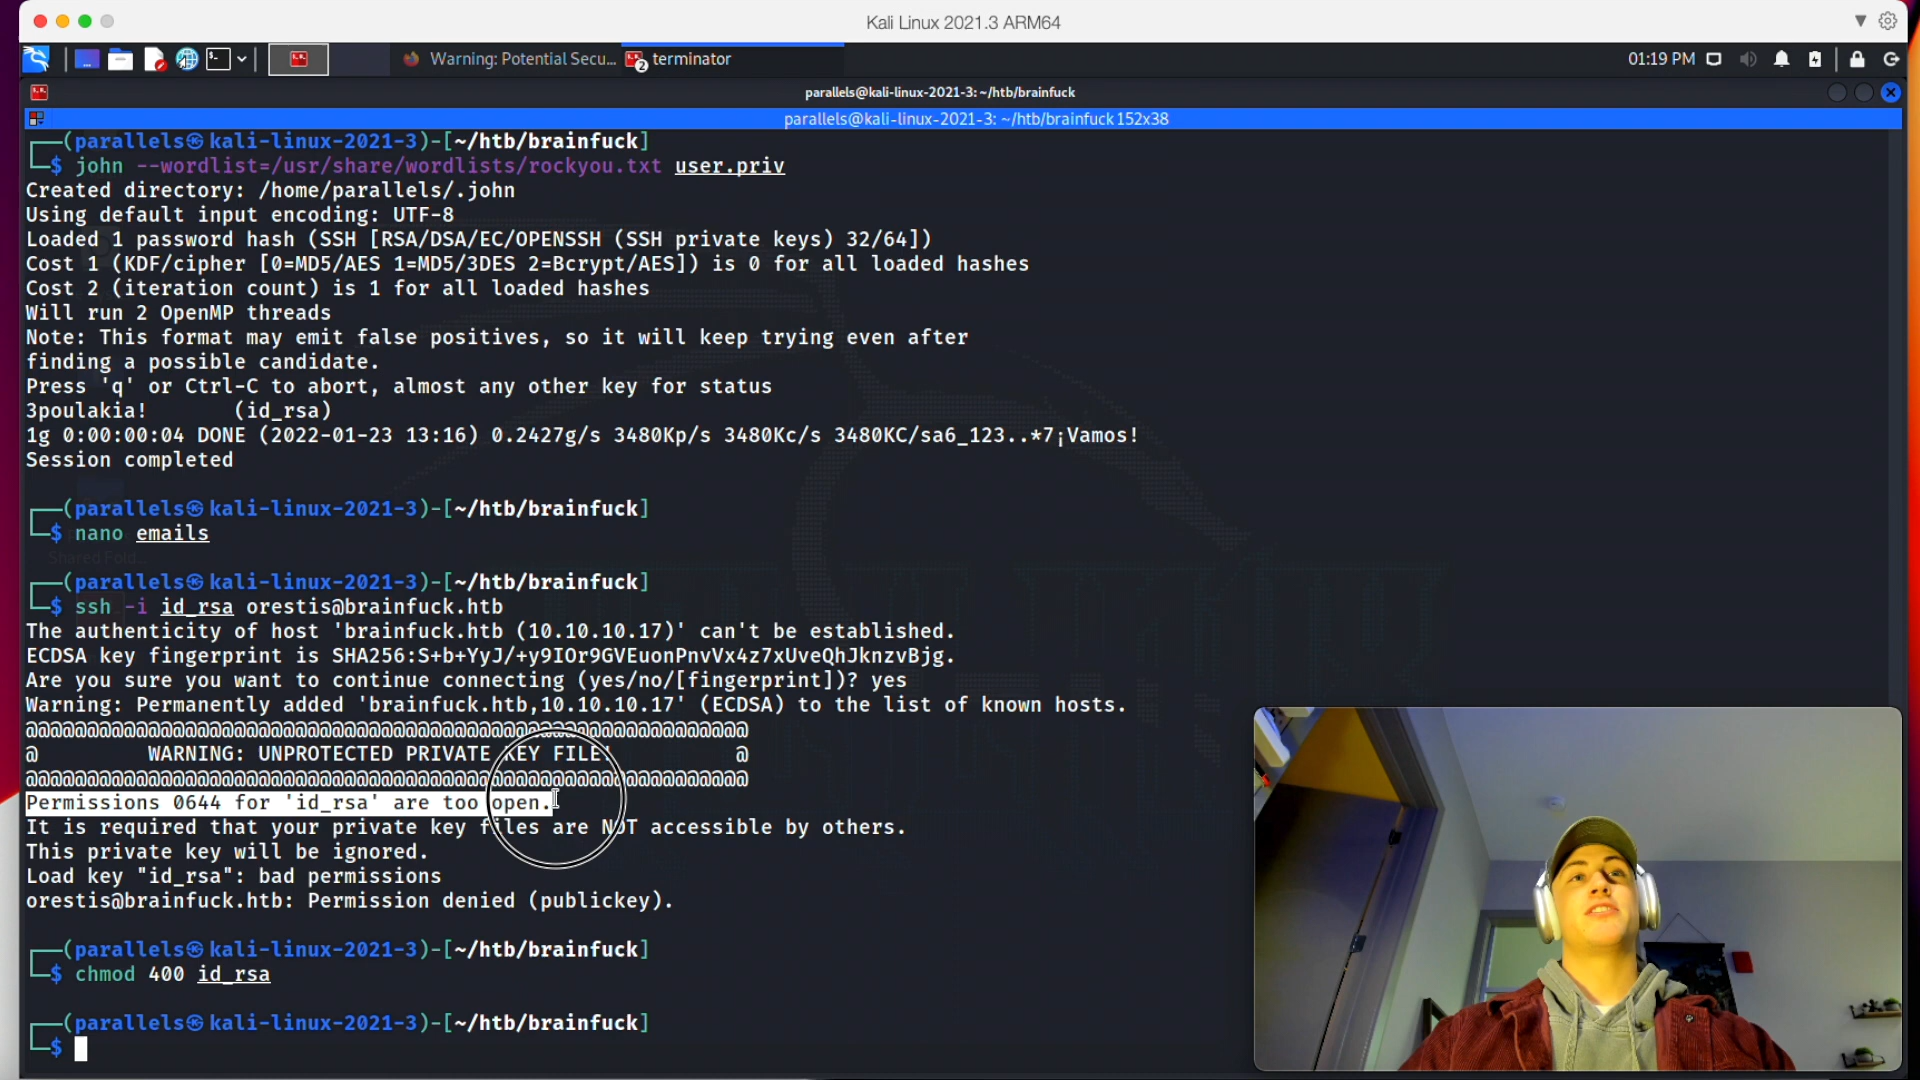 Kali Linux 2021.3 ARM64
Warning: Potential Secu...
2
terminator
01:19 PM
parallels@kali-linux-2021-3: ~/htb/brainfuck
parallels@kali-linux-2021-3: ~/htb/brainfuck 152x38
┌──(parallels㉿kali-linux-2021-3)-[~/htb/brainfuck]
└─$ john --wordlist=/usr/share/wordlists/rockyou.txt user.priv
Created directory: /home/parallels/.john
Using default input encoding: UTF-8
Loaded 1 password hash (SSH [RSA/DSA/EC/OPENSSH (SSH private keys) 32/64])
Cost 1 (KDF/cipher [0=MD5/AES 1=MD5/3DES 2=Bcrypt/AES]) is 0 for all loaded hashes
Cost 2 (iteration count) is 1 for all loaded hashes
Will run 2 OpenMP threads
Note: This format may emit false positives, so it will keep trying even after
finding a possible candidate.
Press 'q' or Ctrl-C to abort, almost any other key for status
3poulakia!       (id_rsa)
1g 0:00:00:04 DONE (2022-01-23 13:16) 0.2427g/s 3480Kp/s 3480Kc/s 3480KC/sa6_123..*7¡Vamos!
Session completed
┌──(parallels㉿kali-linux-2021-3)-[~/htb/brainfuck]
└─$ nano emails
Shared Fold...
┌──(parallels㉿kali-linux-2021-3)-[~/htb/brainfuck]
└─$ ssh -i id_rsa orestis@brainfuck.htb
The authenticity of host 'brainfuck.htb (10.10.10.17)' can't be established.
ECDSA key fingerprint is SHA256:S+b+YyJ/+y9IOr9GVEuonPnvVx4z7xUveQhJknzvBjg.
Are you sure you want to continue connecting (yes/no/[fingerprint])? yes
Warning: Permanently added 'brainfuck.htb,10.10.10.17' (ECDSA) to the list of known hosts.
@@@@@@@@@@@@@@@@@@@@@@@@@@@@@@@@@@@@@@@@@@@@@@@@@@@@@@@@@@@
@         WARNING: UNPROTECTED PRIVATE KEY FILE!          @
@@@@@@@@@@@@@@@@@@@@@@@@@@@@@@@@@@@@@@@@@@@@@@@@@@@@@@@@@@@
Permissions 0644 for 'id_rsa' are too open.
It is required that your private key files are NOT accessible by others.
This private key will be ignored.
Load key "id_rsa": bad permissions
orestis@brainfuck.htb: Permission denied (publickey).
┌──(parallels㉿kali-linux-2021-3)-[~/htb/brainfuck]
└─$ chmod 400 id_rsa
┌──(parallels㉿kali-linux-2021-3)-[~/htb/brainfuck]
└─$